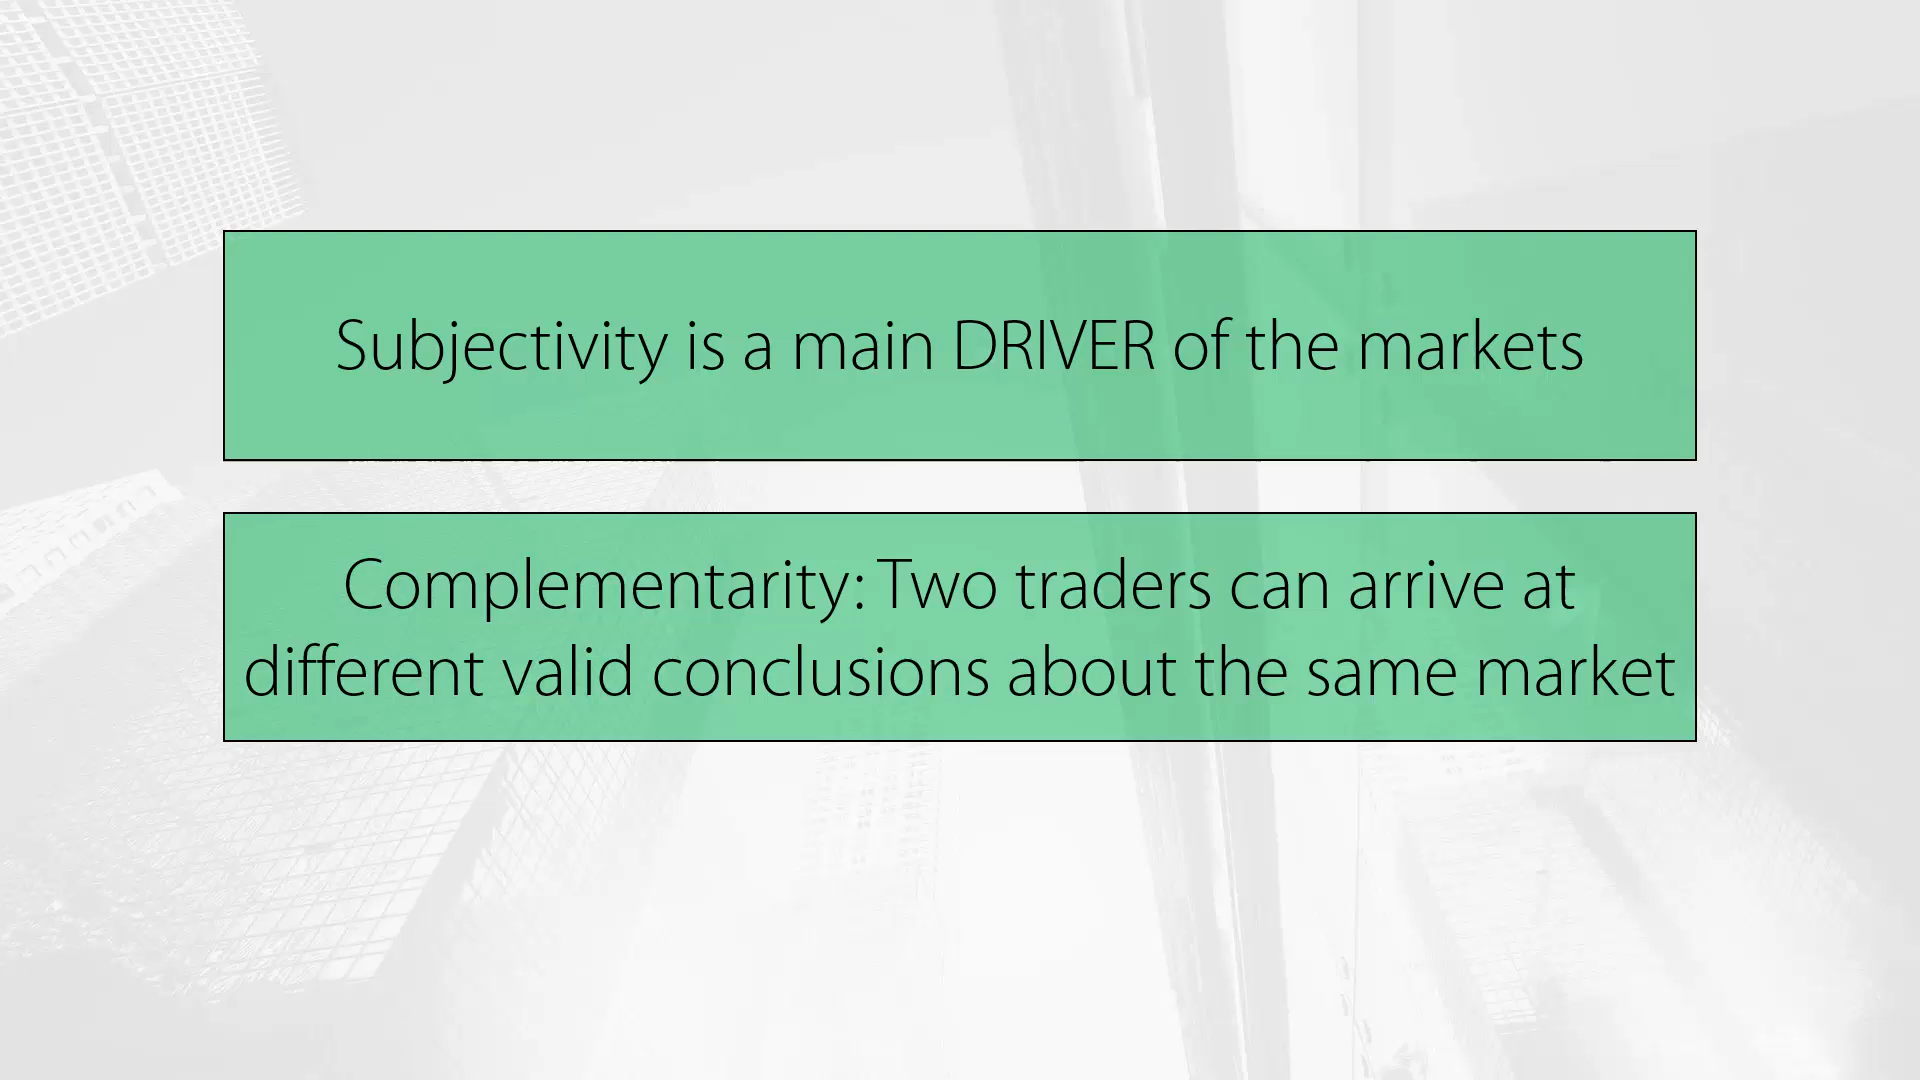 Subjectivity is a main DRIVER of the markets
Complementarity: Two traders can arrive at
different valid conclusions about the same market